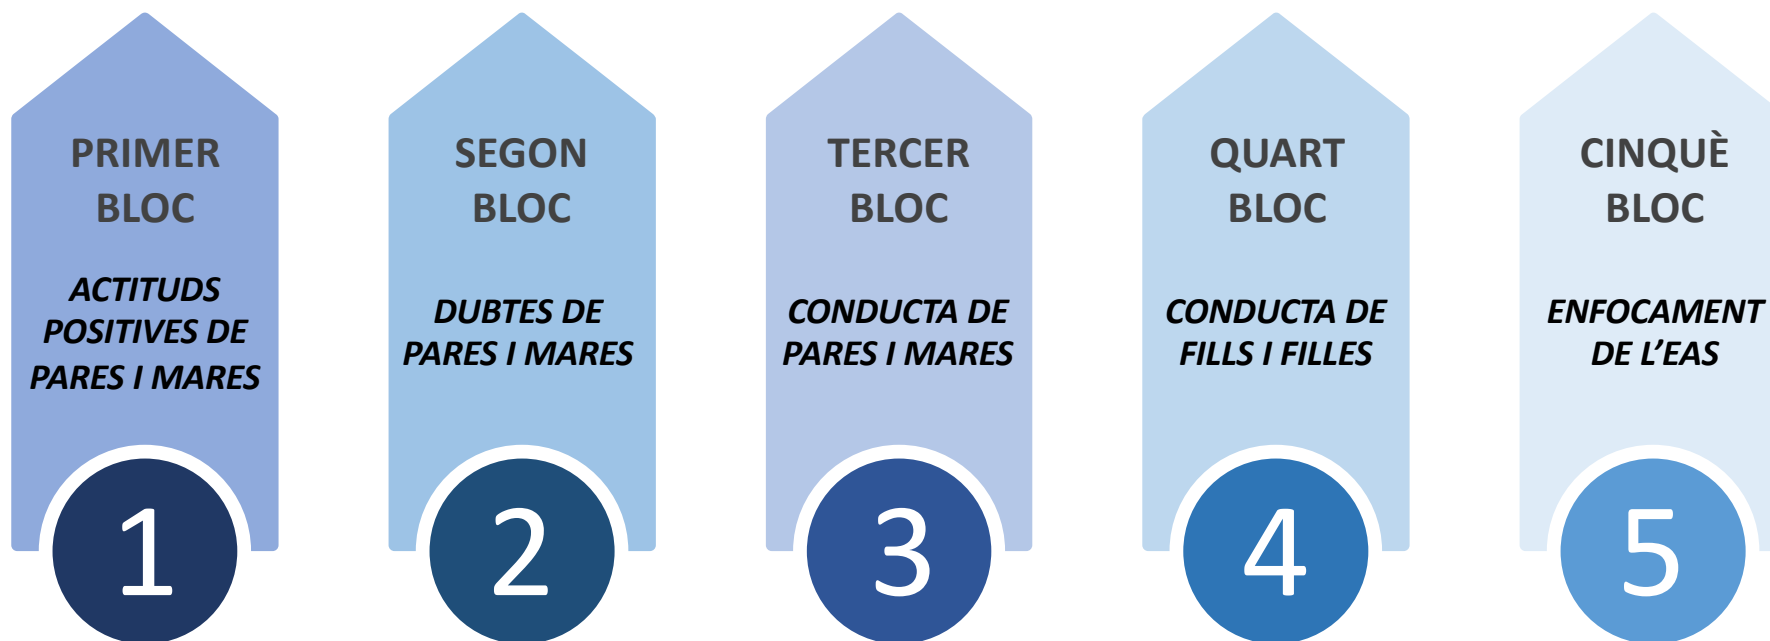 PRIMER
BLOC
ACTITUDS
POSITIVES DE
PARES I MARES
1
SEGON
BLOC
DUBTES DE
PARES I MARES
2
TERCER
BLOC
CONDUCTA DE
PARES I MARES
3
QUART
BLOC
CONDUCTA DE
FILLS I FILLES
4
CINQUÈ
BLOC
ENFOCAMENT
DE L’EAS
5